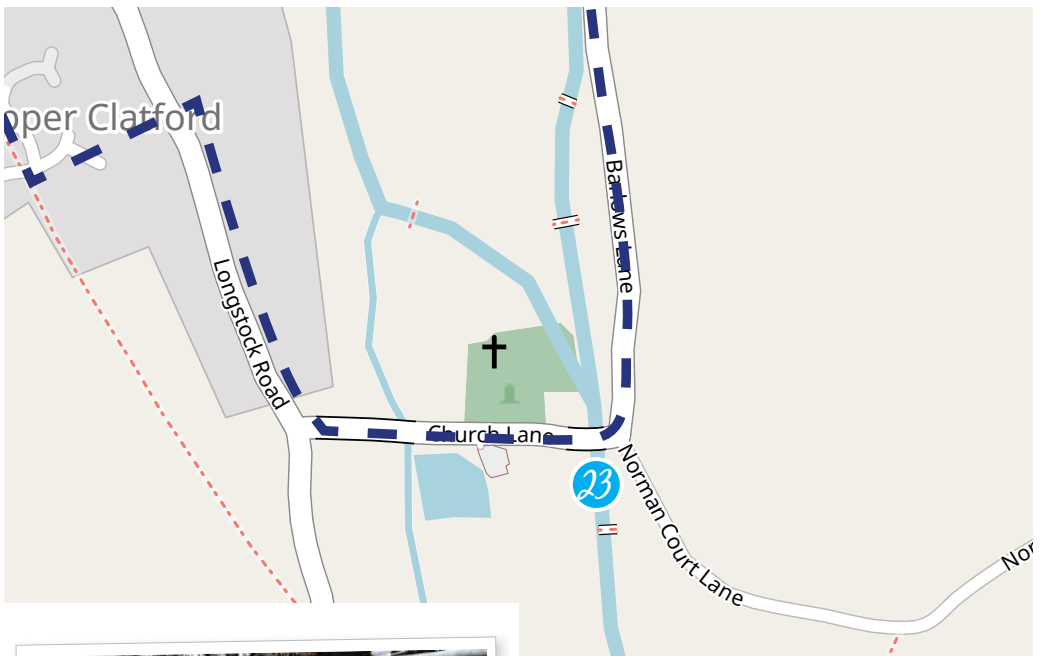 pper Clatford
Barlows Lane
Longstock Road
Church Lane
23
Norman Court Lane
Nor